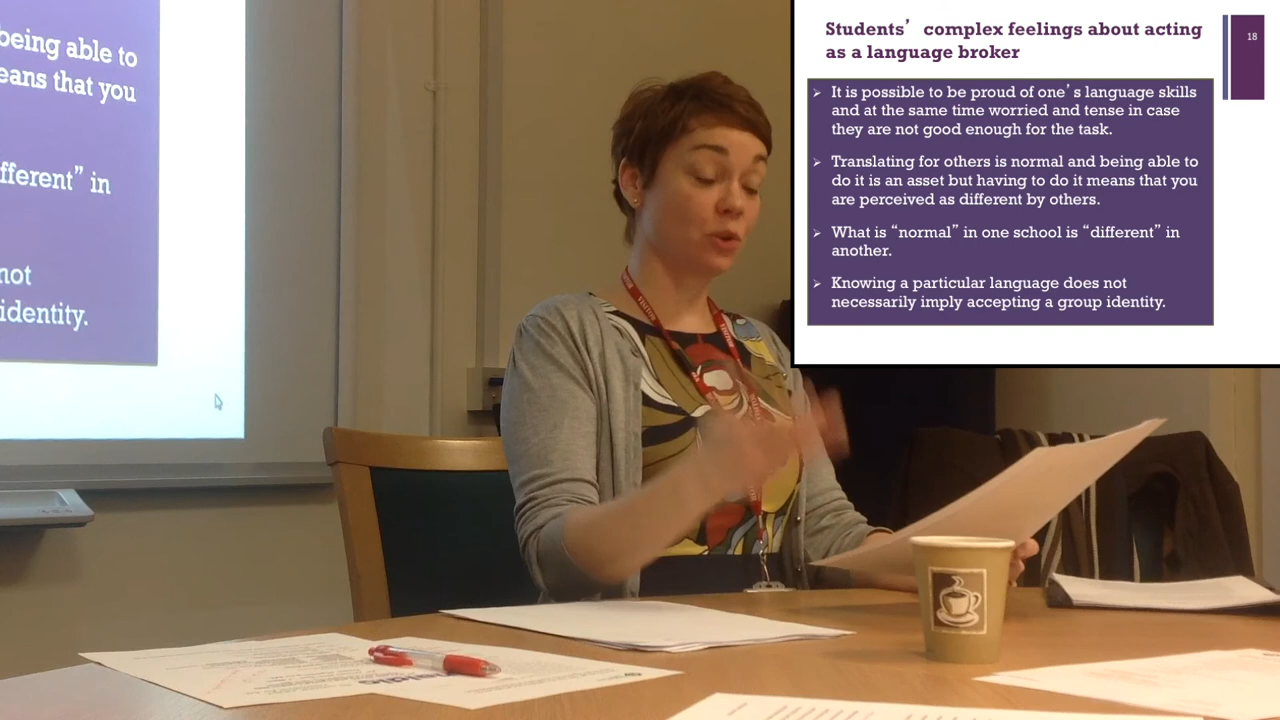 being able to
eans that you
fferent” in
not
identity.
Students’ complex feelings about acting
as a language broker
18
It is possible to be proud of one’s language skills
and at the same time worried and tense in case
they are not good enough for the task.
Translating for others is normal and being able to
do it is an asset but having to do it means that you
are perceived as different by others.
What is “normal” in one school is “different” in
another.
Knowing a particular language does not
necessarily imply accepting a group identity.
VISITOR